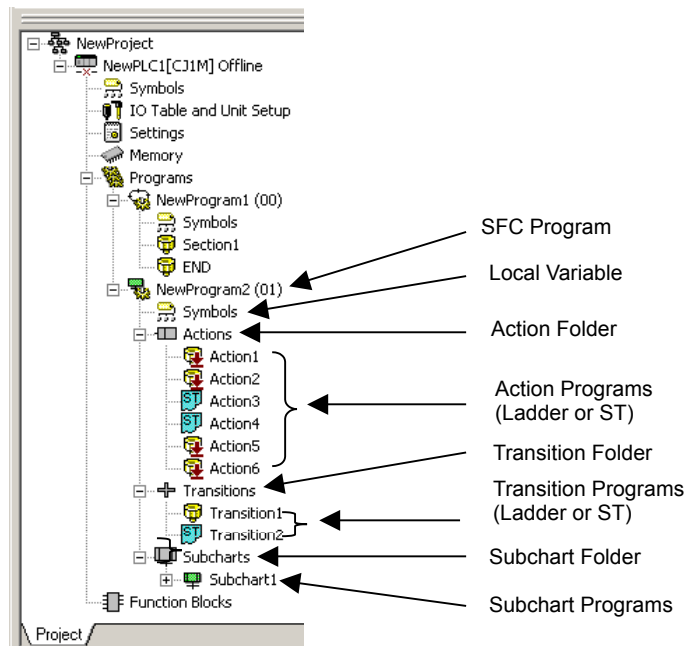 NewProject
NewPLC1[CJ1M] Offline
Symbols
IO Table and Unit Setup
Settings
Memory
Programs
NewProgram1 (00)
Symbols
Section1
END
NewProgram2 (01)
Symbols
Actions
Action1
Action2
ST Action3
ST Action4
Action5
Action6
Transitions
Transition1
ST Transition2
Subcharts
Subchart1
Function Blocks
Project
SFC Program
Local Variable
Action Folder
Action Programs
(Ladder or ST)
Transition Folder
Transition Programs
(Ladder or ST)
Subchart Folder
Subchart Programs